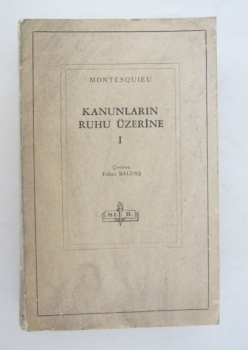 MONTESQUIEU
KANUNLARIN
RUHU ÜZERİNE
I
Çeviren
Fehmi BALDAŞ